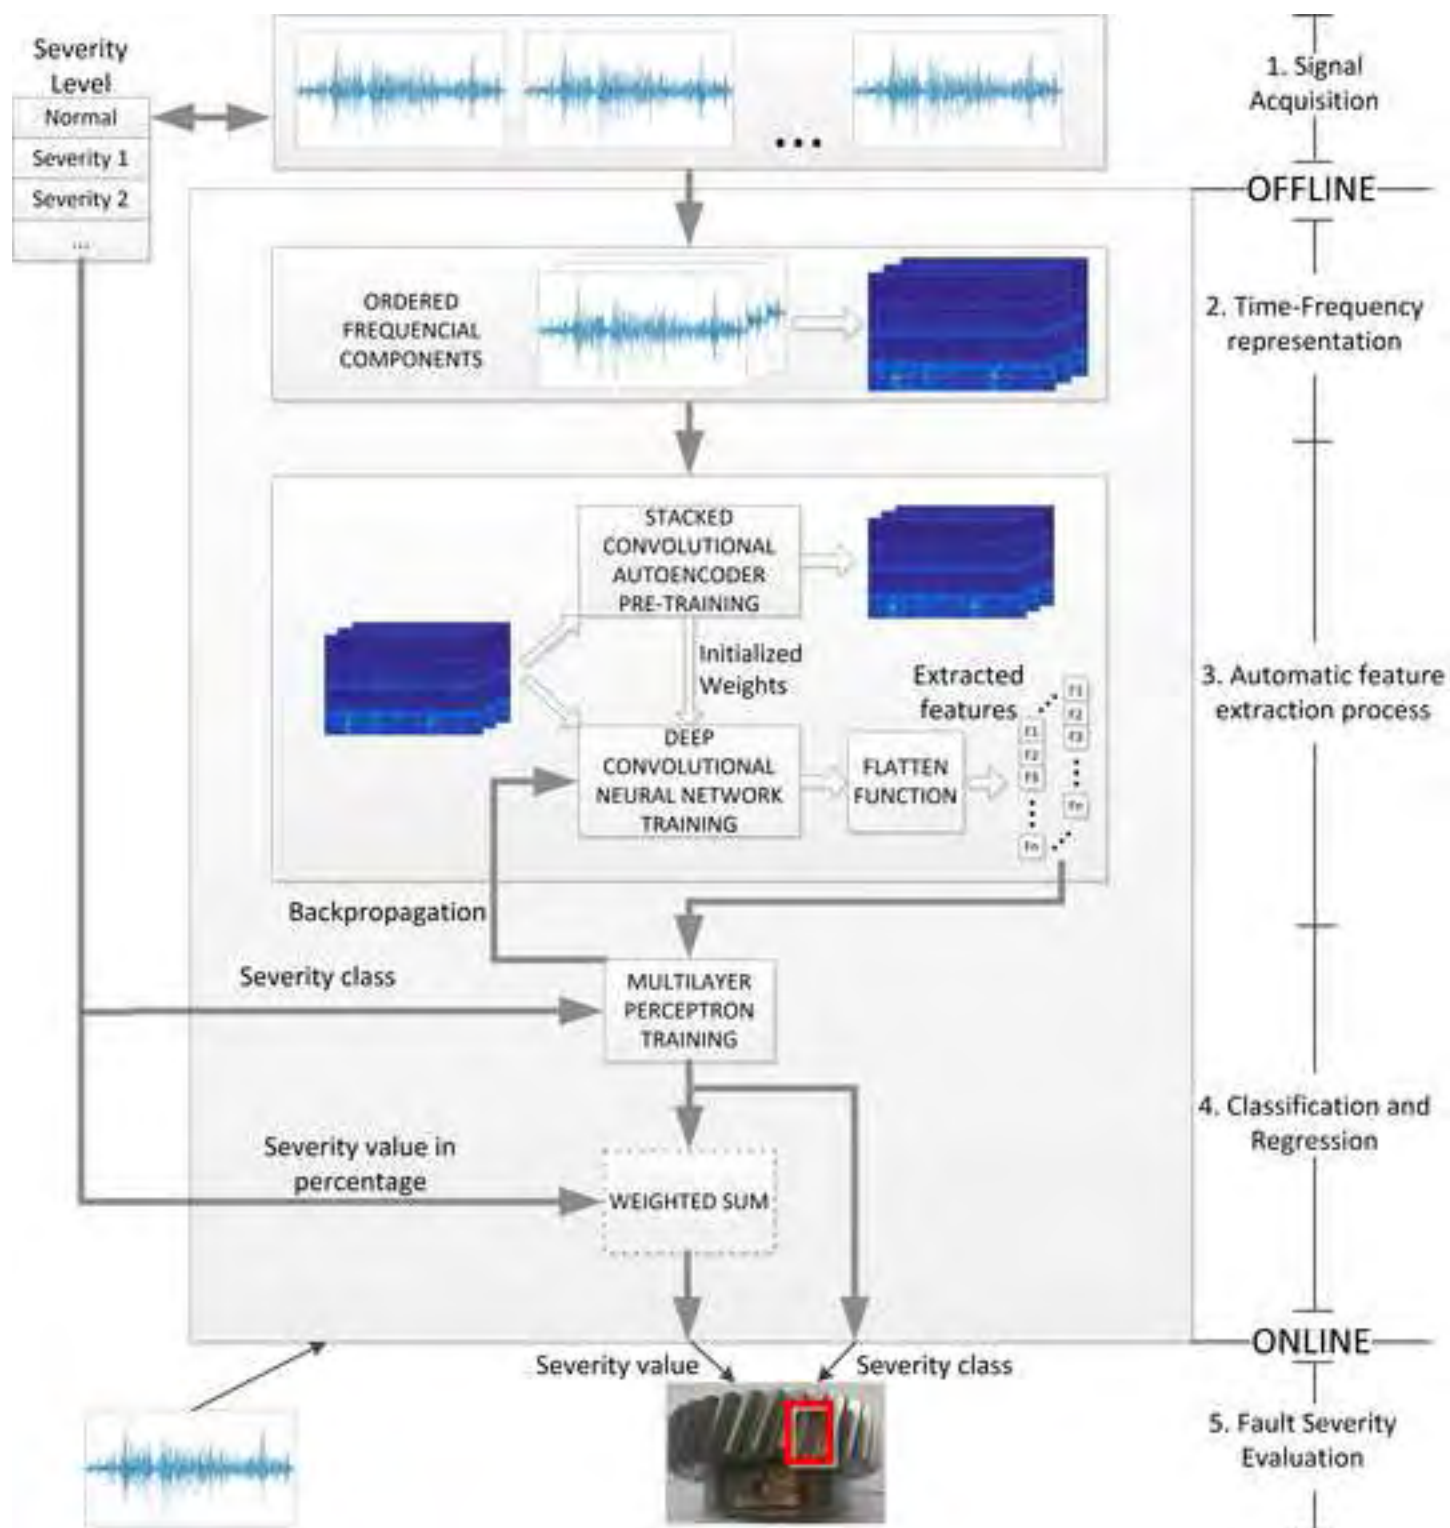 Severity
Level
Normal
Severity 1
Severity 2
...
1. Signal
Acquisition
OFFLINE
ORDERED
FREQUENCIAL
COMPONENTS
2. Time-Frequency
representation
STACKED
CONVOLUTIONAL
AUTOENCODER
PRE-TRAINING
Initialized
Weights
Extracted
features
F1
F2
F3
Fn
F1
F2
F3
Fn
DEEP
CONVOLUTIONAL
NEURAL NETWORK
TRAINING
FLATTEN
FUNCTION
3. Automatic feature
extraction process
Backpropagation
Severity class
MULTILAYER
PERCEPTRON
TRAINING
Severity value in
percentage
WEIGHTED SUM
4. Classification and
Regression
ONLINE
Severity value
Severity class
5. Fault Severity
Evaluation